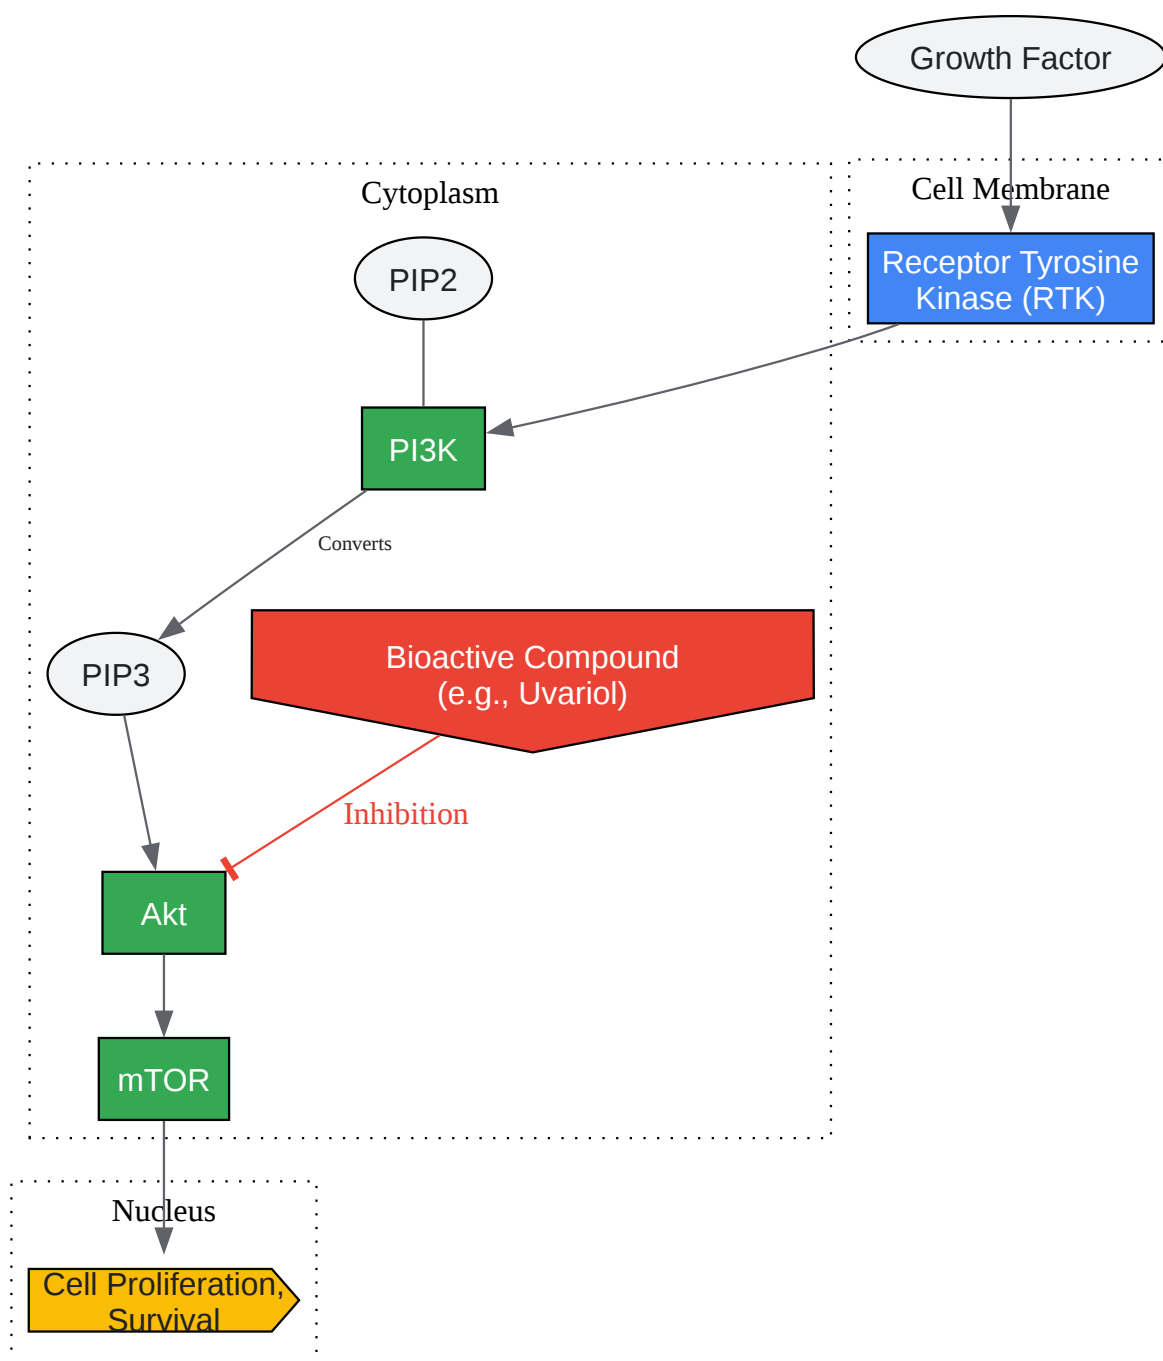 Growth Factor
Cytoplasm
Cell Membrane
Receptor Tyrosine
Kinase (RTK)
PIP2
PI3K
Converts
Bioactive Compound
(e.g., Uvariol)
PIP3
Inhibition
Akt
mTOR
Nucleus
Cell Proliferation,
Survival